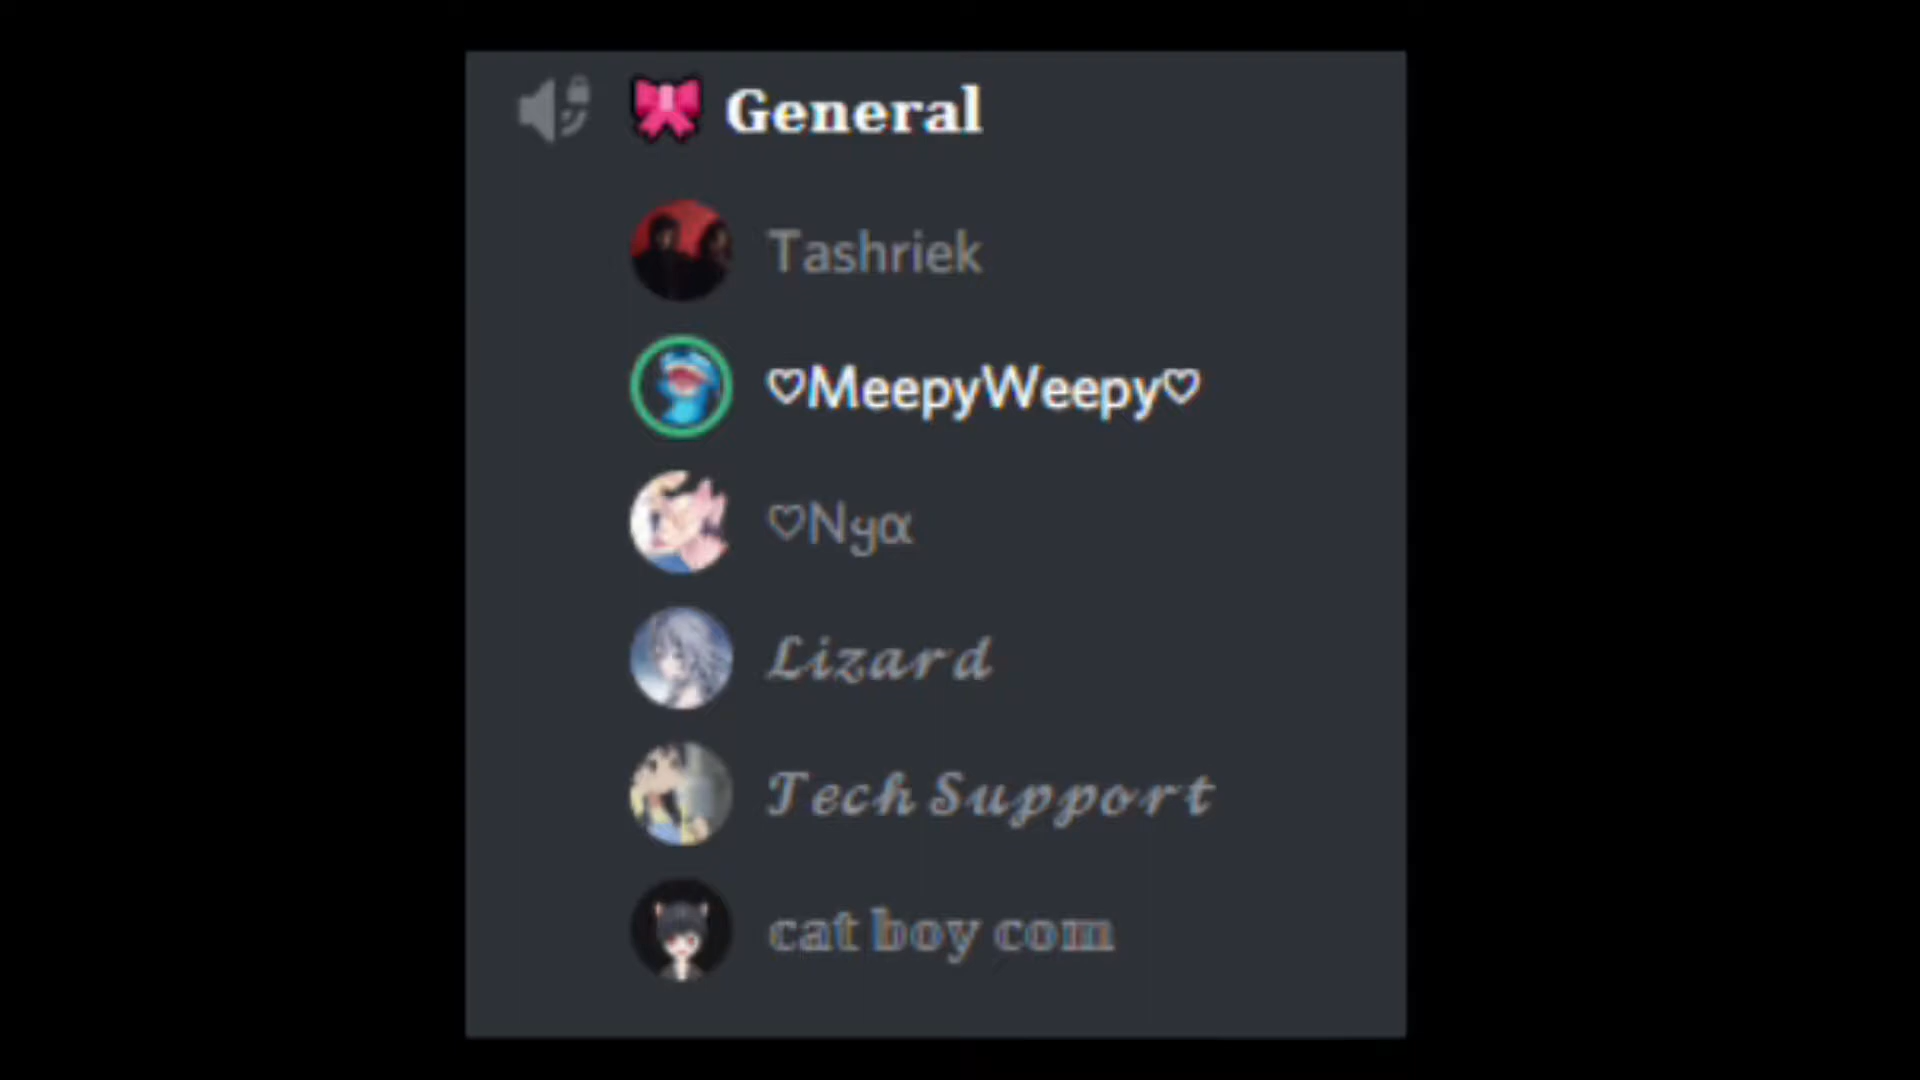 🎀 General
Tashriek
♡MeepyWeepy♡
♡Nyα
𝓛𝓲𝔃𝓪𝓻𝓭
𝓣𝓮𝓬𝓱 𝓢𝓾𝓹𝓹𝓸𝓻𝓽
𝕔𝕒𝕥 𝕓𝕠𝕪 𝕔𝕠𝕞